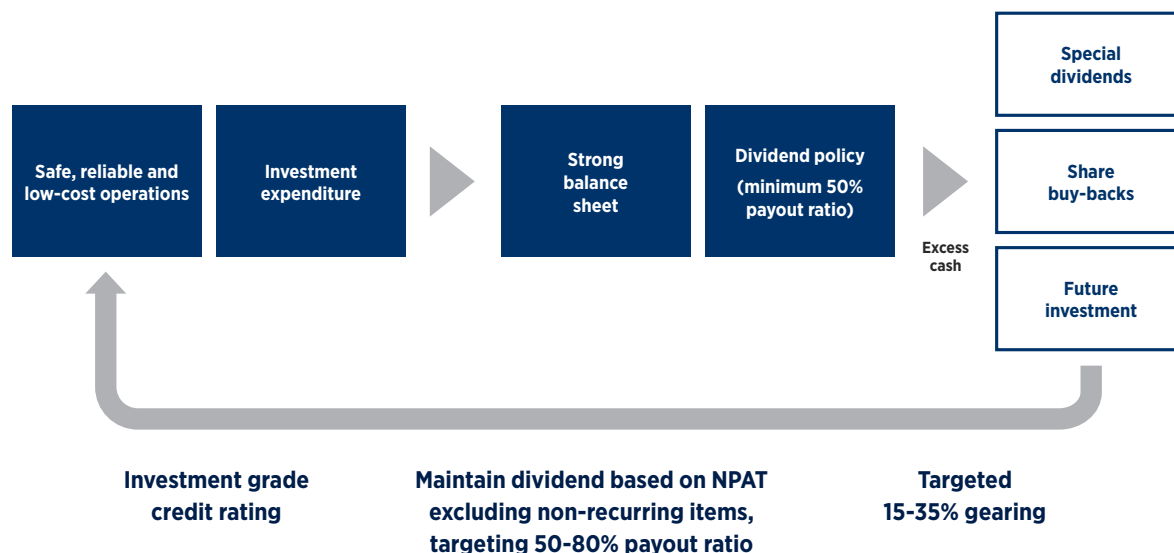 Safe, reliable and
low-cost operations
Investment
expenditure
Strong
balance
sheet
Dividend policy
(minimum 50%
payout ratio)
Excess
cash
Special
dividends
Share
buy-backs
Future
investment
Investment grade
credit rating
Maintain dividend based on NPAT
excluding non-recurring items,
targeting 50-80% payout ratio
Targeted
15-35% gearing